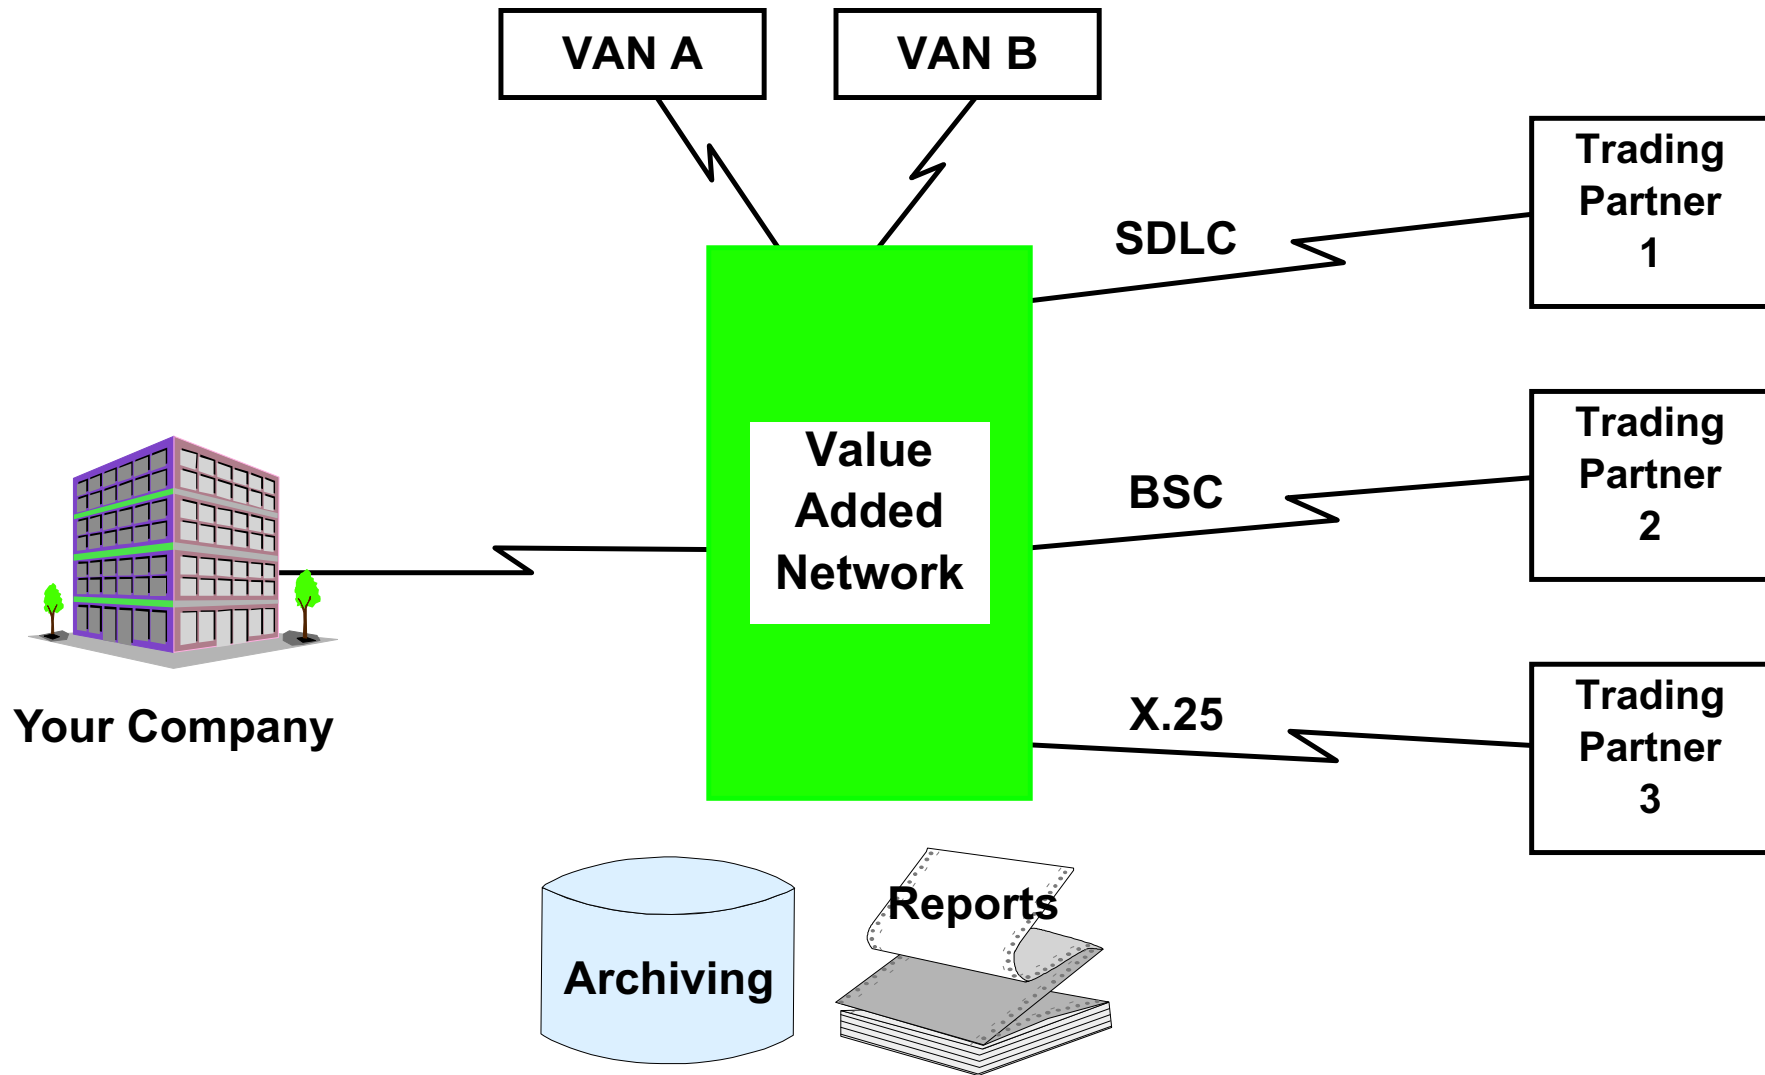 VAN A
VAN B
SDLC
Trading
Partner
1
Value
Added
Network
BSC
Trading
Partner
2
Your Company
X.25
Trading
Partner
3
Archiving
Reports